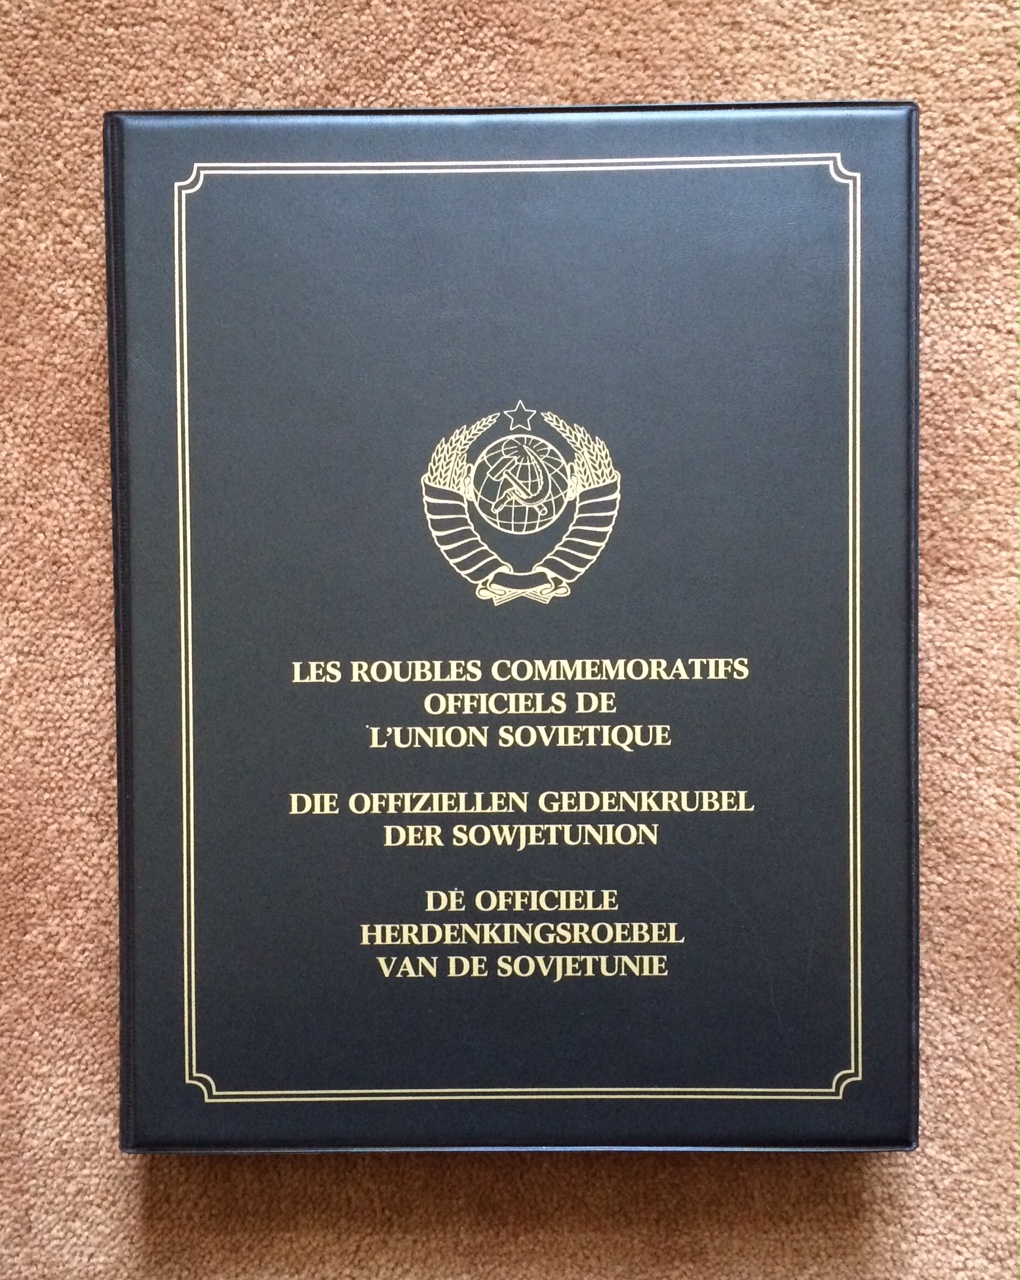 LES ROUBLES COMMEMORATIFS
OFFICIELS DE
L'UNION SOVIETIQUE
DIE OFFIZIELLEN GEDENKRUBEL
DER SOWJETUNION
DE OFFICIELE
HERDENKINGSROEBEL
VAN DE SOVJETUNIE